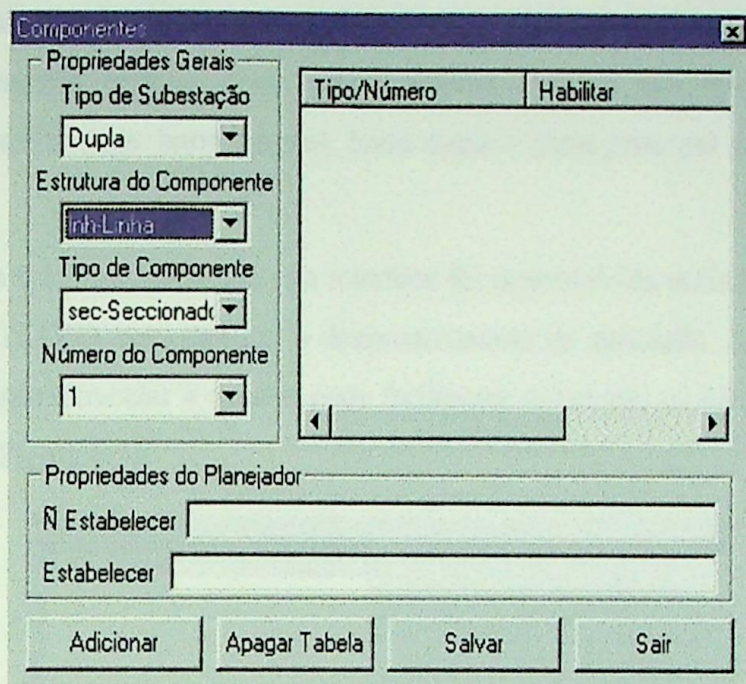 Componentes
Propriedades Gerais
Tipo de Subestação
Dupla
Estrutura do Componente
lnh-Linha
Tipo de Componente
sec-Seccionado
Número do Componente
1
Tipo/Número Habilitar
Propriedades do Planejador
Ñ Estabelecer
Estabelecer
Adicionar Apagar Tabela Salvar Sair